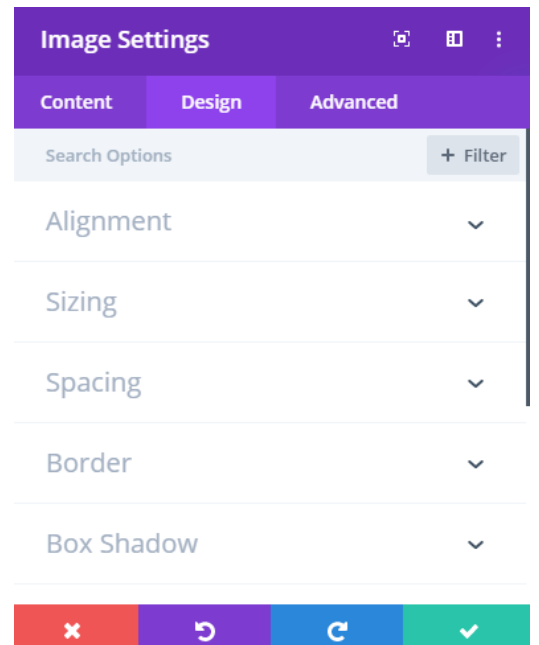 Image Settings
Content Design Advanced
Search Options + Filter
Alignment
Sizing
Spacing
Border
Box Shadow